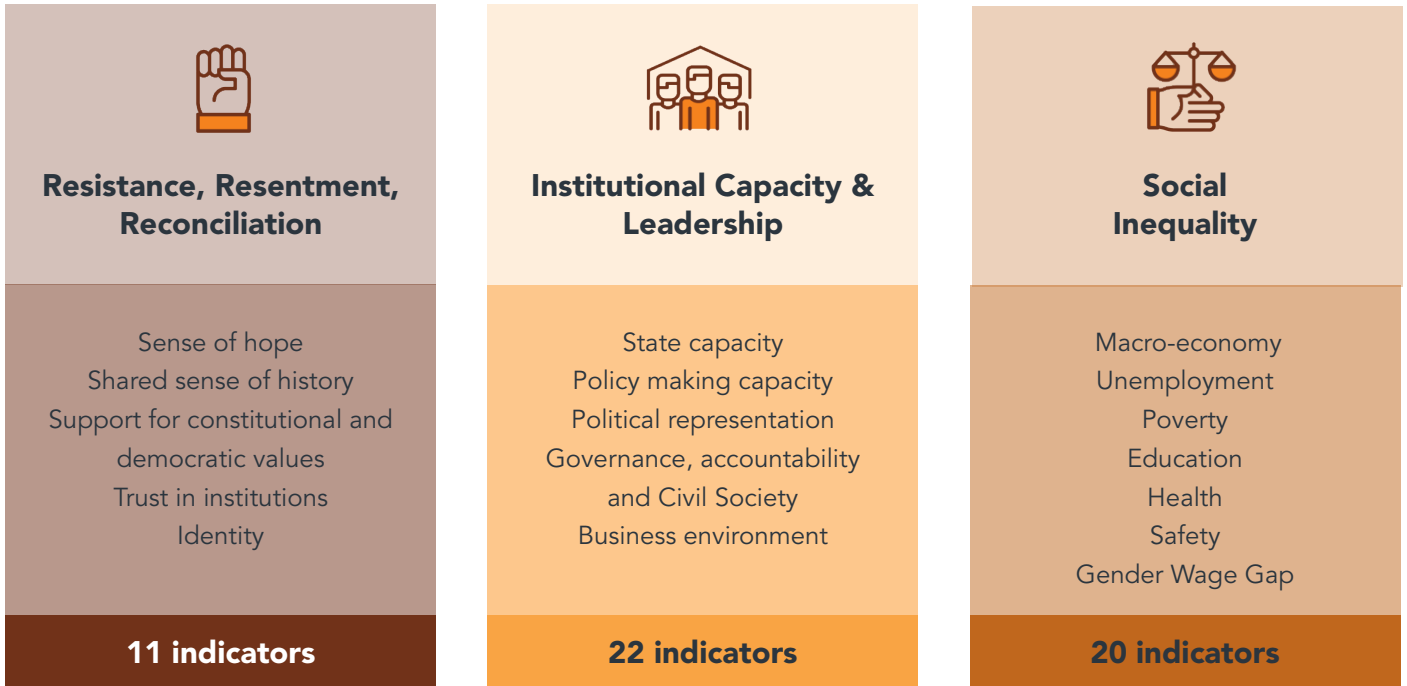 Resistance, Resentment,
Reconciliation
Sense of hope
Shared sense of history
Support for constitutional and
democratic values
Trust in institutions
Identity
11 indicators
Institutional Capacity &
Leadership
State capacity
Policy making capacity
Political representation
Governance, accountability
and Civil Society
Business environment
22 indicators
Social
Inequality
Macro-economy
Unemployment
Poverty
Education
Health
Safety
Gender Wage Gap
20 indicators